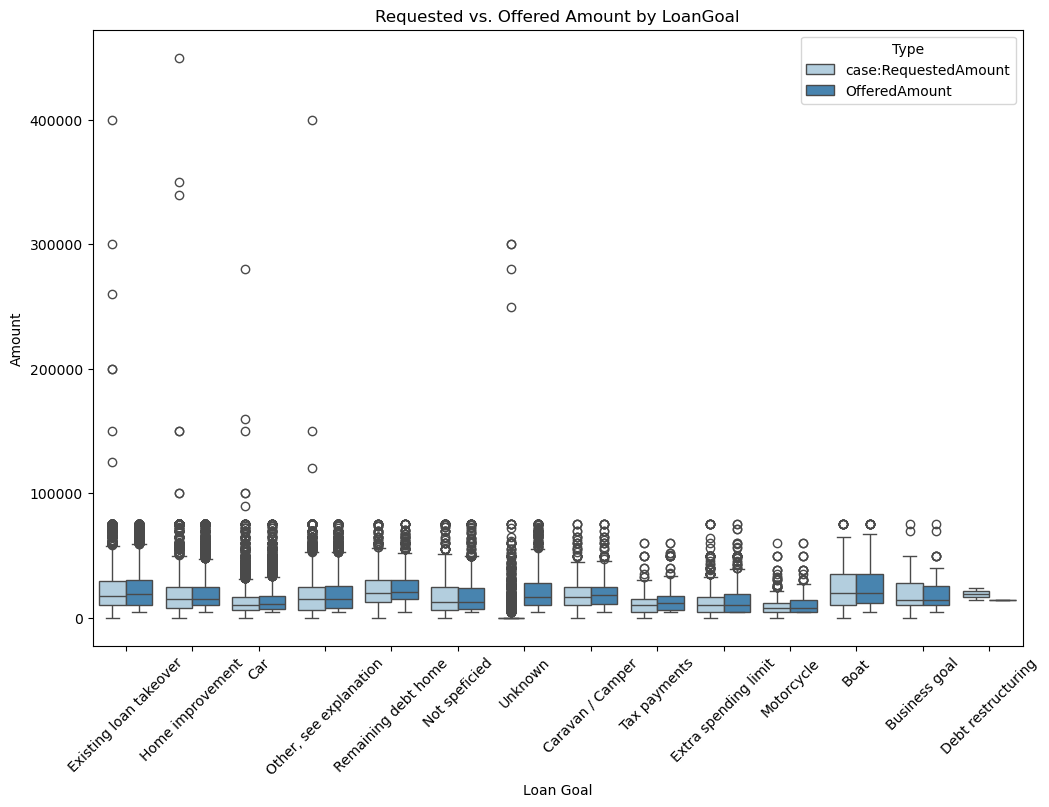 Requested vs. Offered Amount by LoanGoal
Type
case:RequestedAmount
OfferedAmount
400000
300000
200000
100000
0
Amount
Existing loan takeover
Home improvement
Car
Other, see explanation
Remaining debt home
Not speficied
Unknown
Caravan / Camper
Tax payments
Extra spending limit
Motorcycle
Boat
Business goal
Debt restructuring
Loan Goal